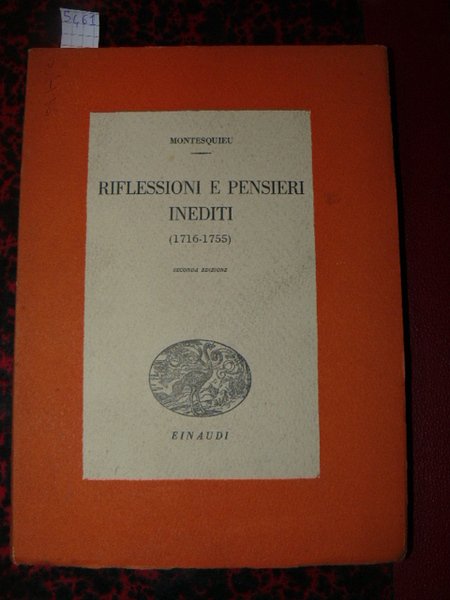 5461
MONTESQUIEU
RIFLESSIONI E PENSIERI
INEDITI
(1716-1755)
SECONDA EDIZIONE
EINAUDI